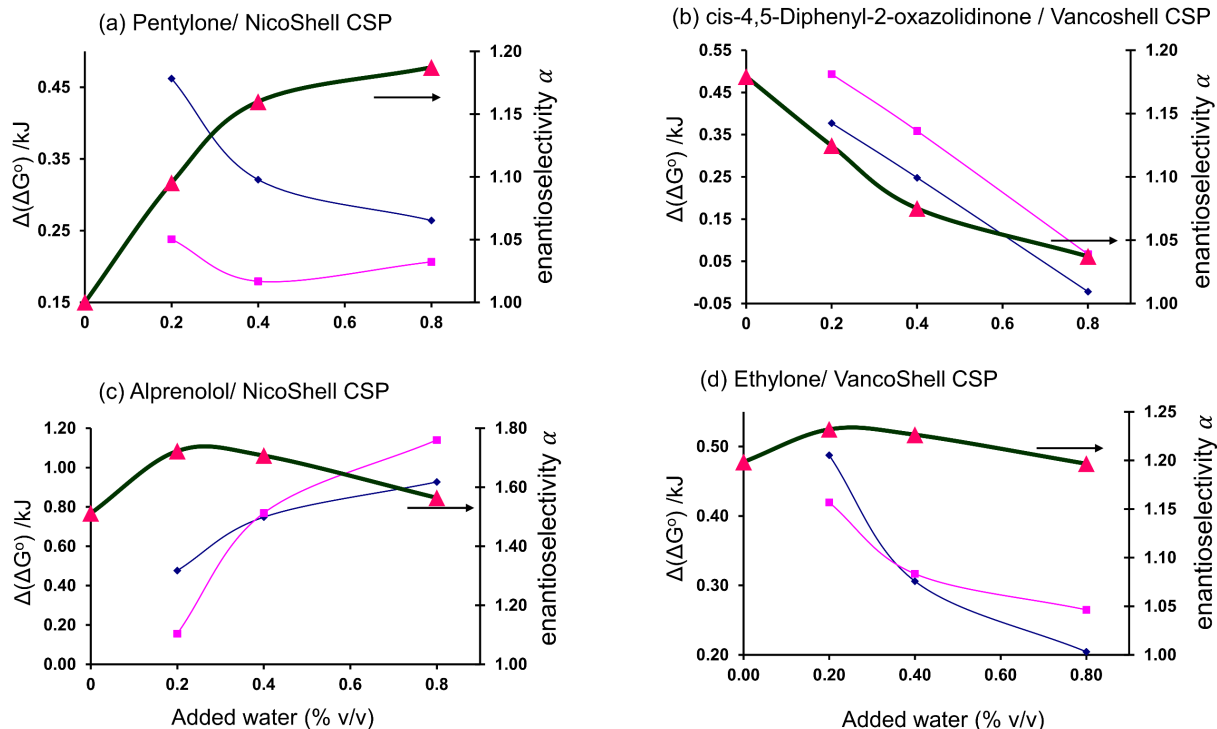 (a) Pentylone/ NicoShell CSP
Δ(ΔGº) /kJ
0.45
0.35
0.25
0.15
1.20
1.15
1.10
1.05
1.00
enantioselectivity α
0 0.2 0.4 0.6 0.8
(b) cis-4,5-Diphenyl-2-oxazolidinone / Vancoshell CSP
Δ(ΔGº) /kJ
0.55
0.45
0.35
0.25
0.15
0.05
-0.05
1.20
1.15
1.10
1.05
1.00
enantioselectivity α
0 0.2 0.4 0.6 0.8
(c) Alprenolol/ NicoShell CSP
Δ(ΔGº) /kJ
1.20
1.00
0.80
0.60
0.40
0.20
0.00
1.80
1.60
1.40
1.20
1.00
enantioselectivity α
0 0.2 0.4 0.6 0.8
Added water (% v/v)
(d) Ethylone/ VancoShell CSP
Δ(ΔGº) /kJ
0.50
0.40
0.30
0.20
1.25
1.20
1.15
1.10
1.05
1.00
enantioselectivity α
0.00 0.20 0.40 0.60 0.80
Added water (% v/v)